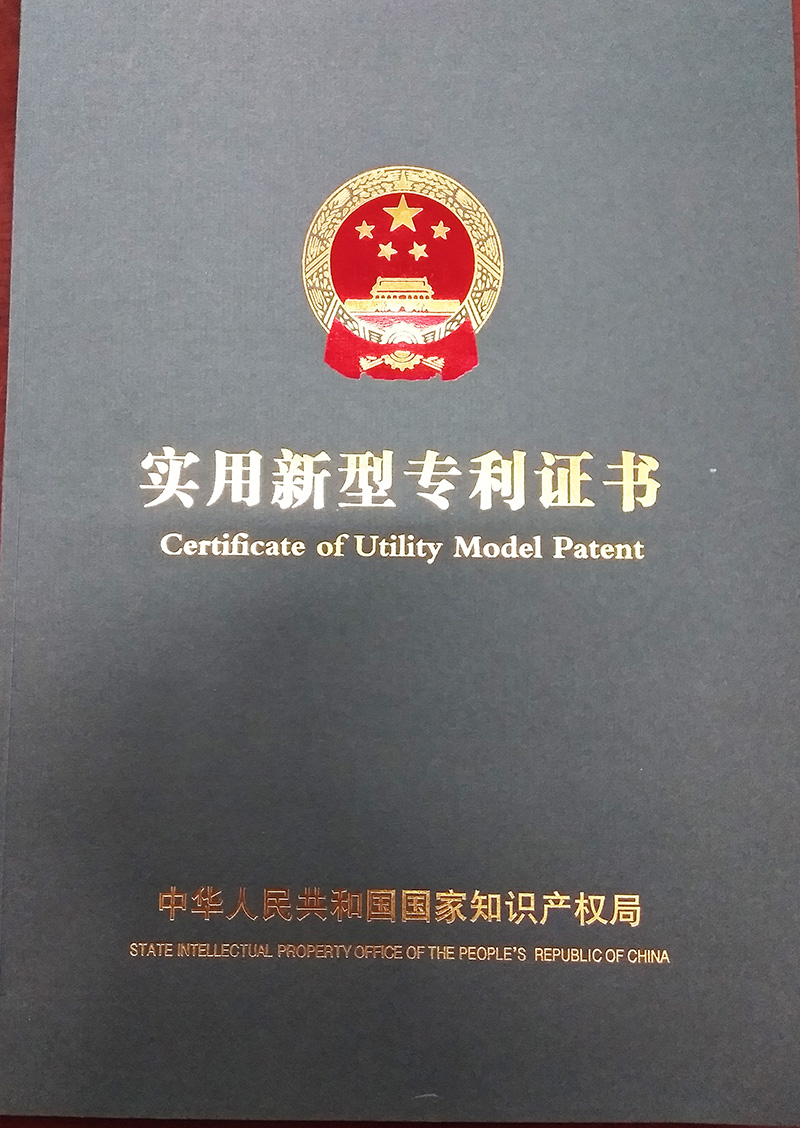 实用新型专利证书
Certificate of Utility Model Patent
中华人民共和国国家知识产权局
STATE INTELLECTUAL PROPERTY OFFICE OF THE PEOPLE'S REPUBLIC OF CHINA